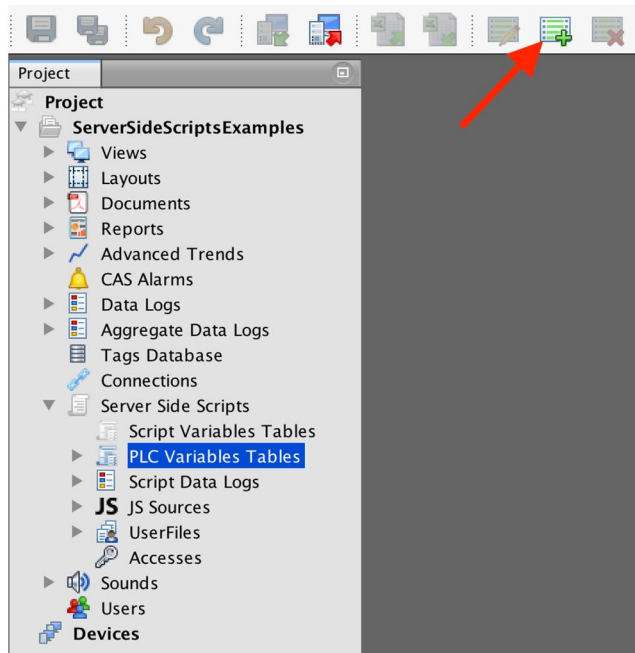 Project
Project
ServerSideScriptsExamples
Views
Layouts
Documents
Reports
Advanced Trends
CAS Alarms
Data Logs
Aggregate Data Logs
Tags Database
Connections
Server Side Scripts
Script Variables Tables
PLC Variables Tables
Script Data Logs
JS JS Sources
UserFiles
Accesses
Sounds
Users
Devices